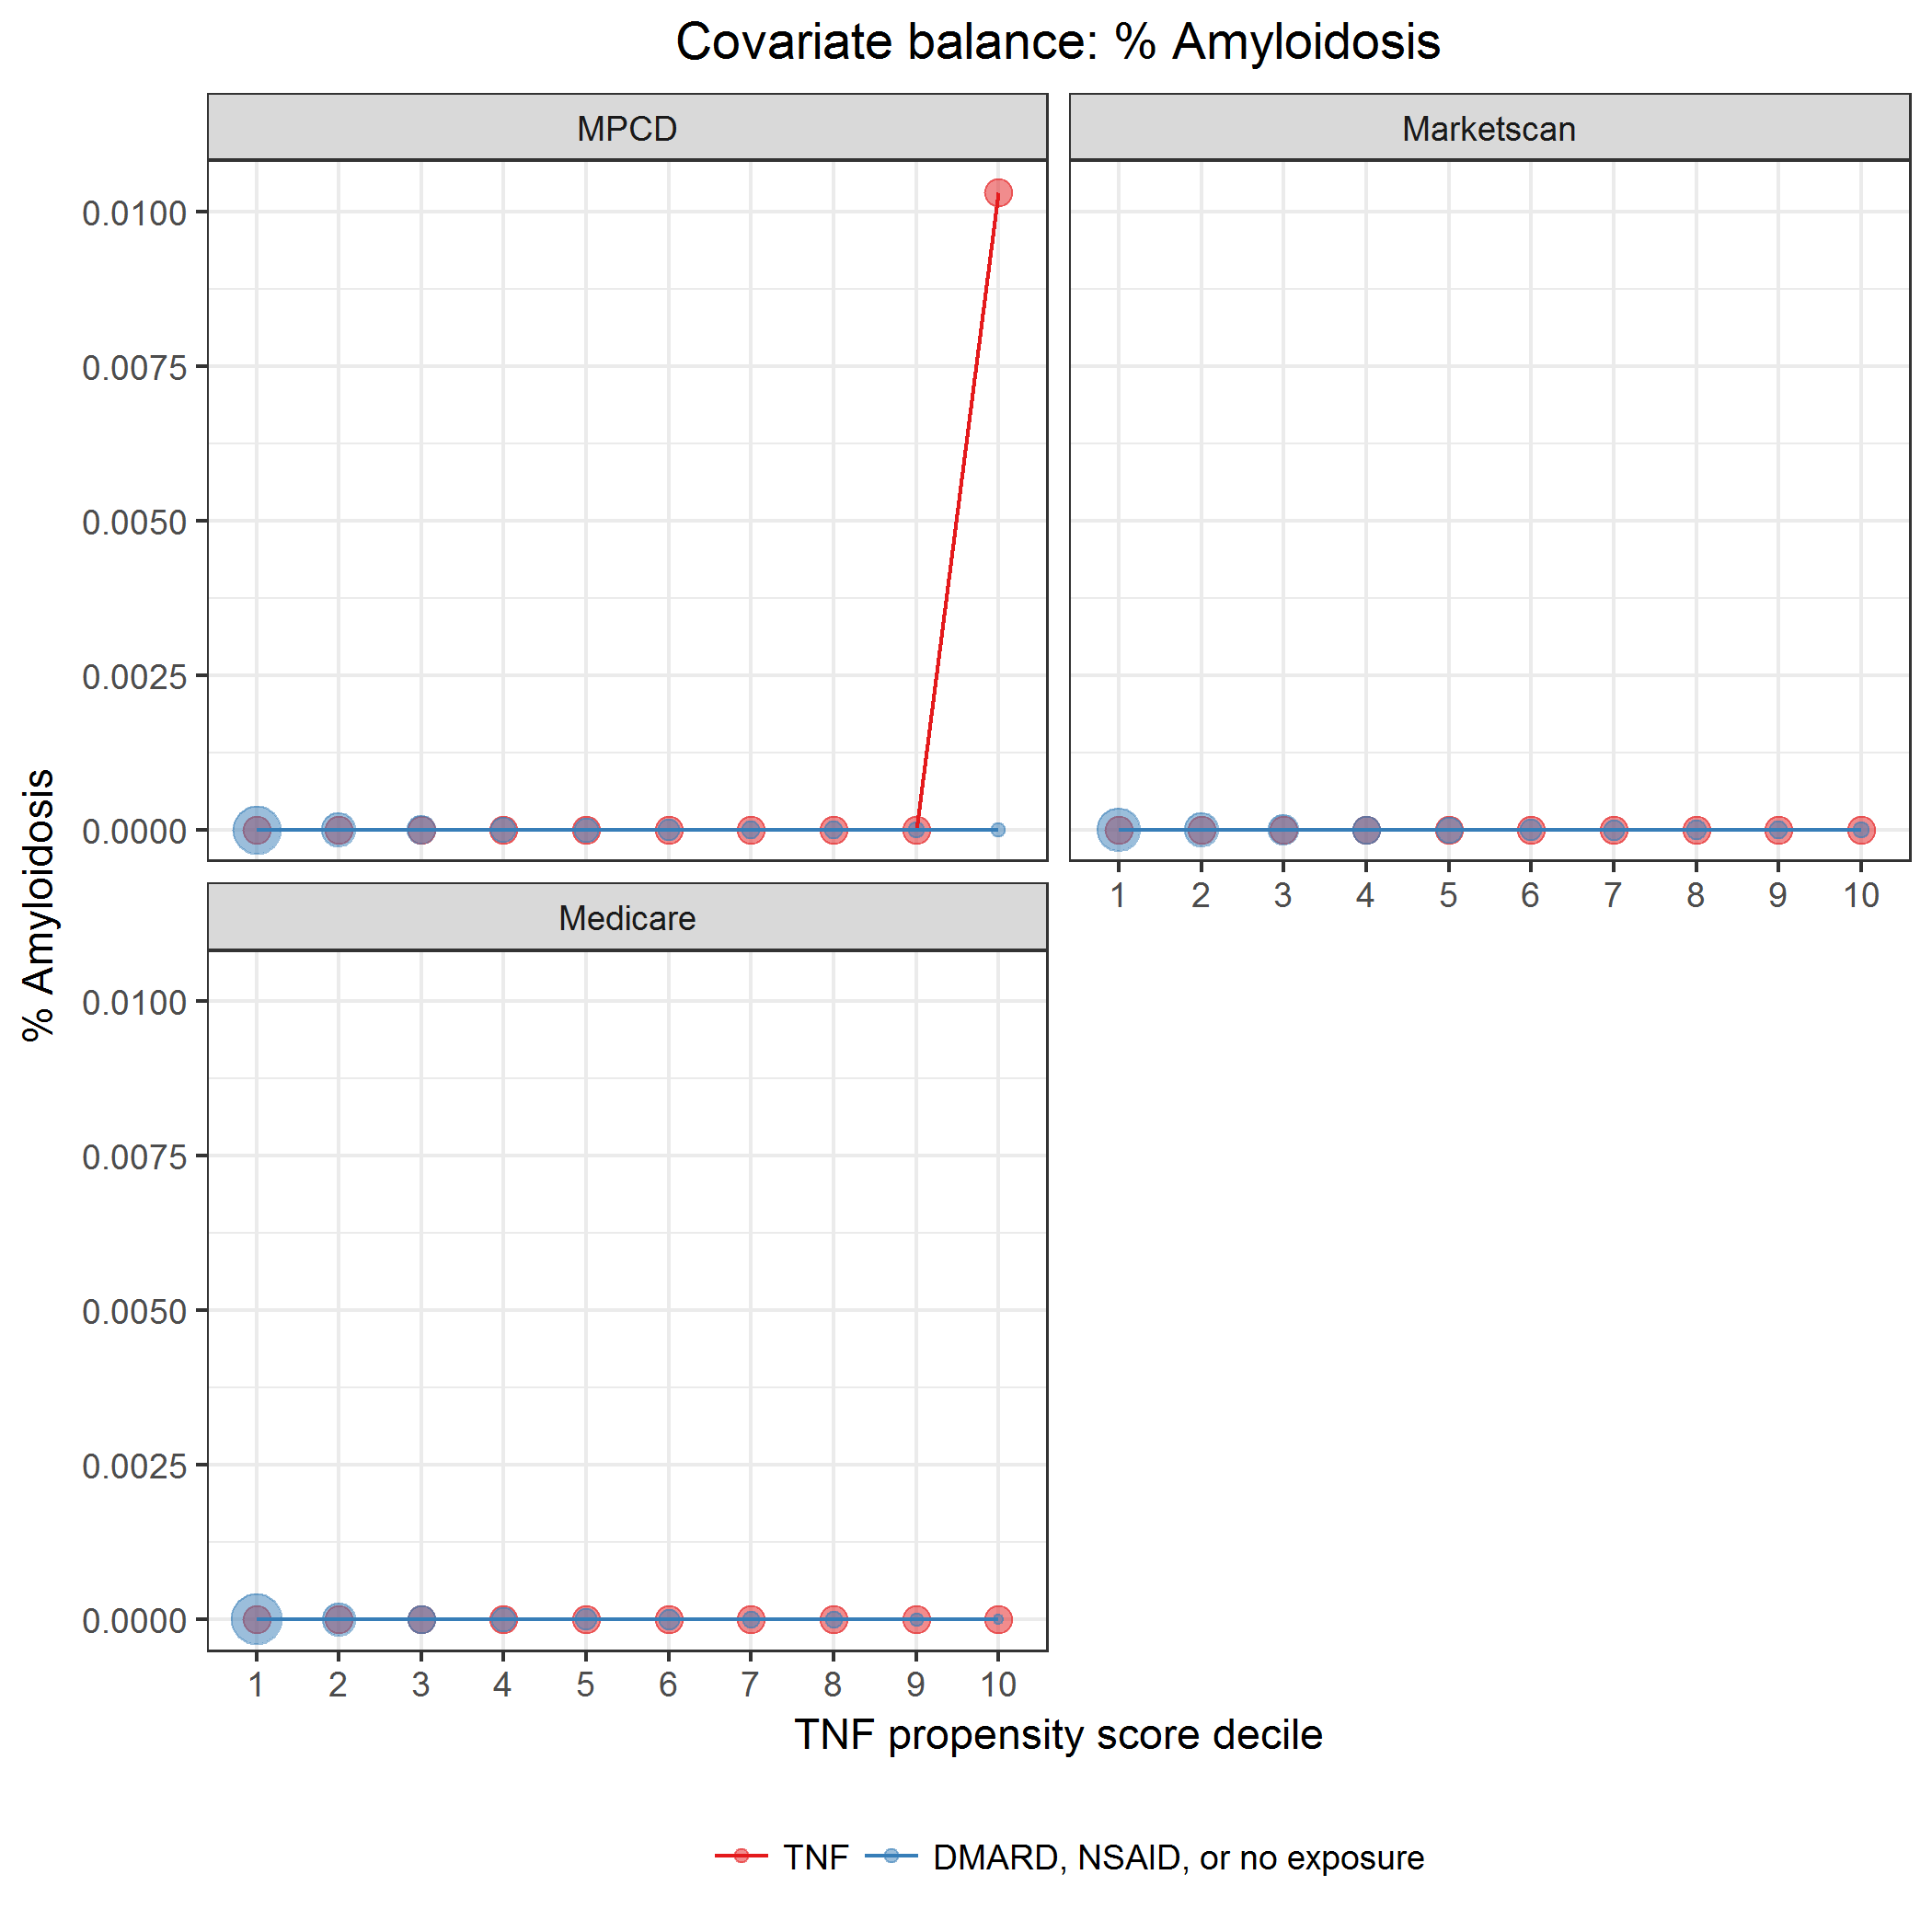 Covariate balance: % Amyloidosis
MPCD
Marketscan
0.0100
0.0075
0.0050
0.0025
0.0000
1 2 3 4 5 6 7 8 9 10
Medicare
0.0100
0.0075
0.0050
0.0025
0.0000
1 2 3 4 5 6 7 8 9 10
% Amyloidosis
TNF propensity score decile
TNF DMARD, NSAID, or no exposure